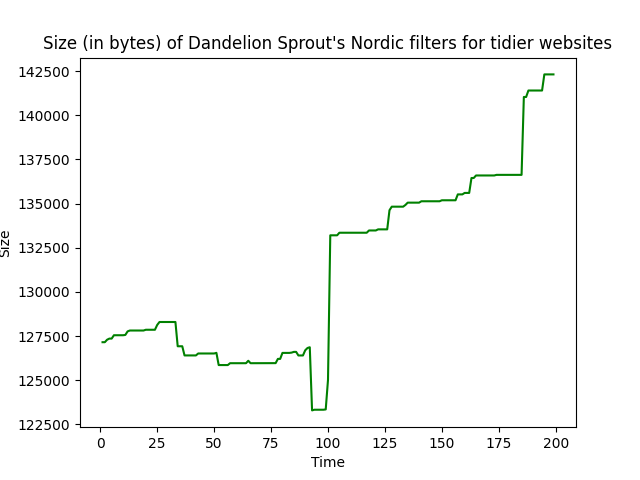 Size (in bytes) of Dandelion Sprout's Nordic filters for tidier websites
142500
140000
137500
135000
132500
130000
127500
125000
122500
Size
0 25 50 75 100 125 150 175 200
Time